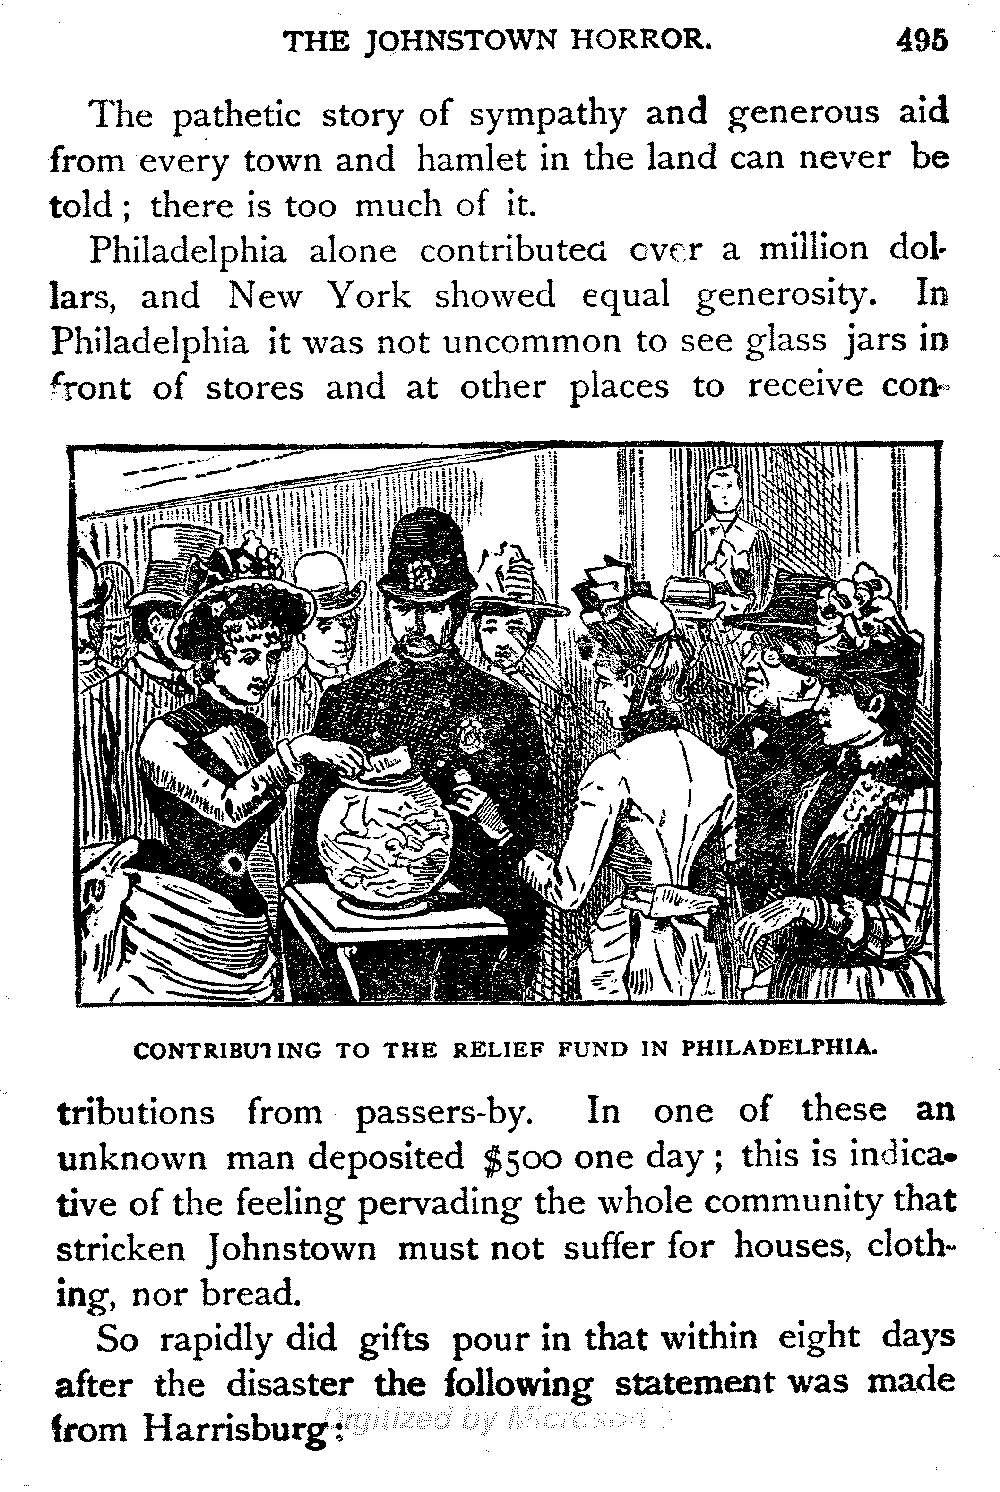 THE JOHNSTOWN HORROR. 495
The pathetic story of sympathy and generous aid
from every town and hamlet in the land can never be
told ; there is too much of it.
Philadelphia alone contributed over a million dol-
lars, and New York showed equal generosity. In
Philadelphia it was not uncommon to see glass jars in
front of stores and at other places to receive con-
CONTRIBUTING TO THE RELIEF FUND IN PHILADELPHIA.
tributions from passers-by. In one of these an
unknown man deposited $500 one day ; this is indica-
tive of the feeling pervading the whole community that
stricken Johnstown must not suffer for houses, cloth-
ing, nor bread.
So rapidly did gifts pour in that within eight days
after the disaster the following statement was made
from Harrisburg :
Digitized by Microsoft